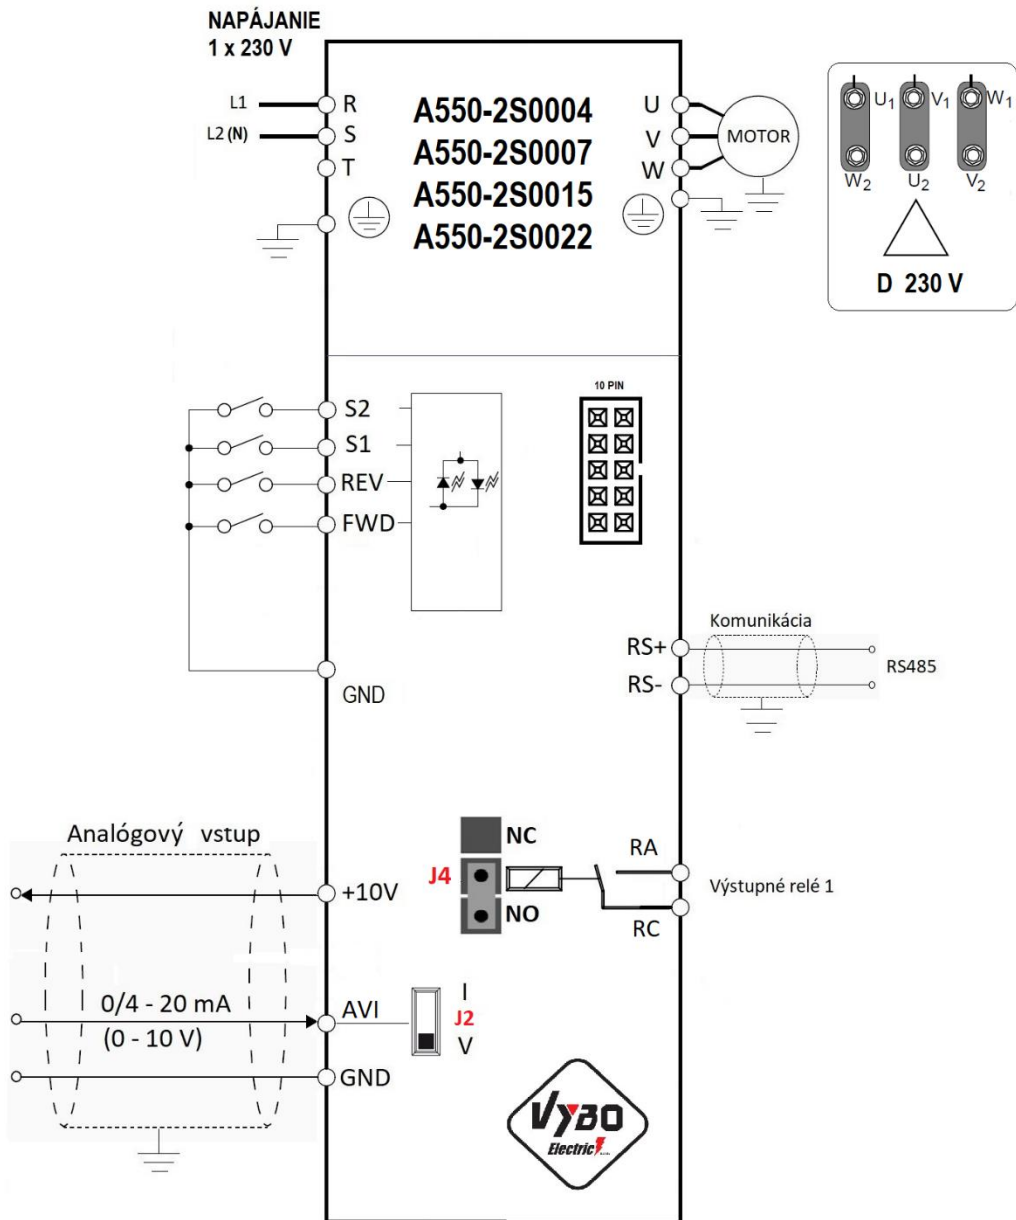 NAPÁJANIE
1 x 230 V
L1
R
L2 (N)
S
T
A550-2S0004
A550-2S0007
A550-2S0015
A550-2S0022
U
V
W
MOTOR
U1 V1 W1
W2 U2 V2
D 230 V
S2
S1
REV
FWD
GND
10 PIN
Komunikácia
RS+
RS-
RS485
Analógový vstup
+10V
0/4 - 20 mA
(0 - 10 V)
AVI
GND
NC
J4
NO
RA
RC
Výstupné relé 1
I
J2
V
VYBO
Electric